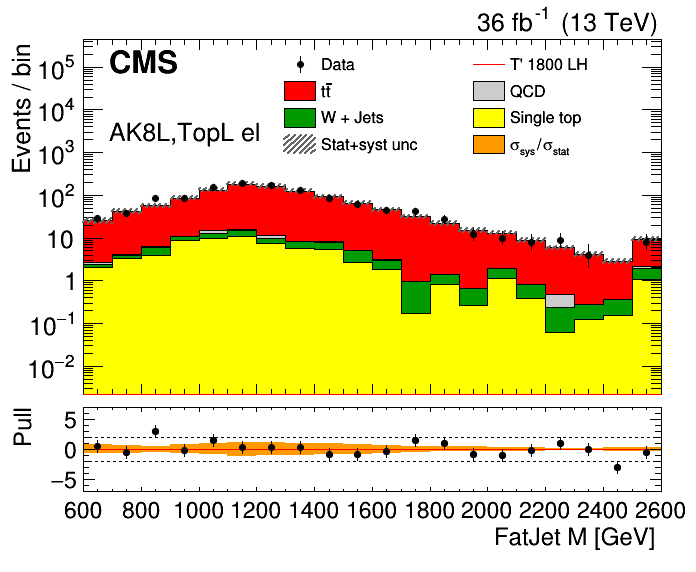 36 fb⁻¹ (13 TeV)
CMS
AK8L,TopL el
Data
T' 1800 LH
tt̄
QCD
W + Jets
Single top
Stat+syst unc
σsys/σstat
Events / bin
10⁵
10⁴
10³
10²
10
1
10⁻¹
10⁻²
Pull
5
0
−5
600 800 1000 1200 1400 1600 1800 2000 2200 2400 2600
FatJet M [GeV]